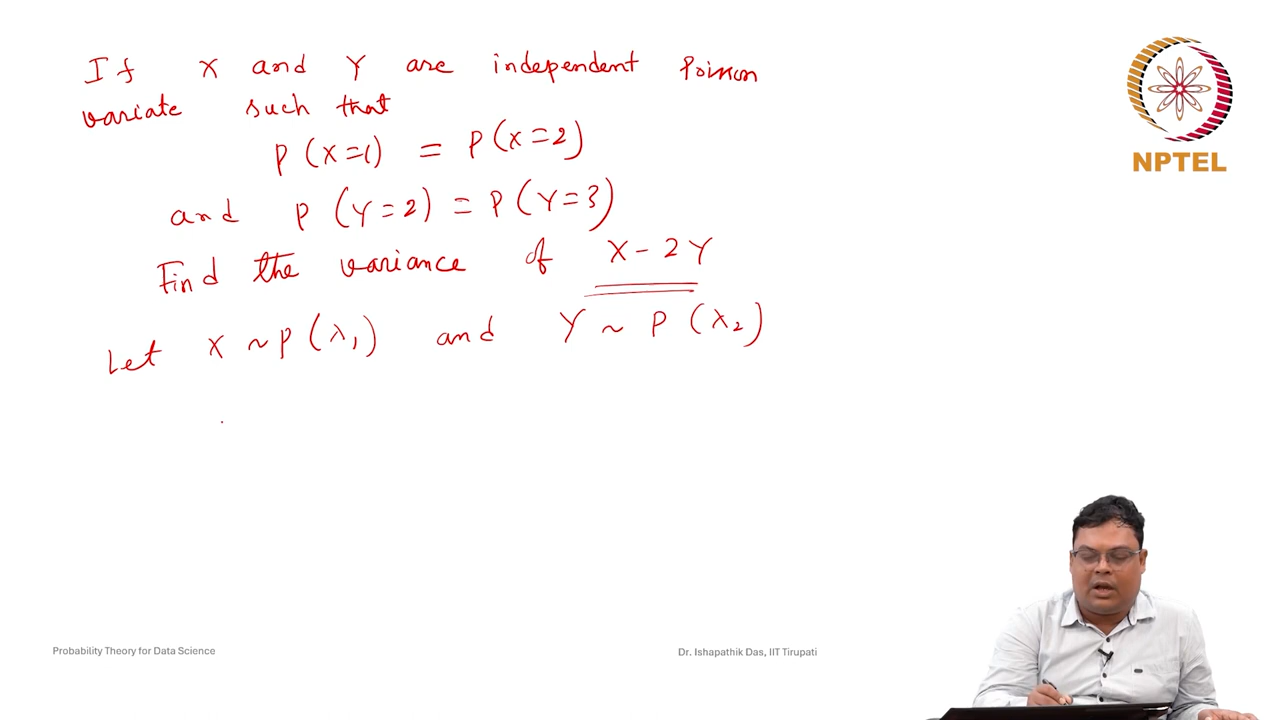 If X and Y are independent Poisson
variate such that
P(X=1) = P(X=2)
and P(Y=2) = P(Y=3)
Find the variance of X-2Y
Let X ~ P(λ₁) and Y ~ P(λ₂)
NPTEL
Probability Theory for Data Science
Dr. Ishapathik Das, IIT Tirupati